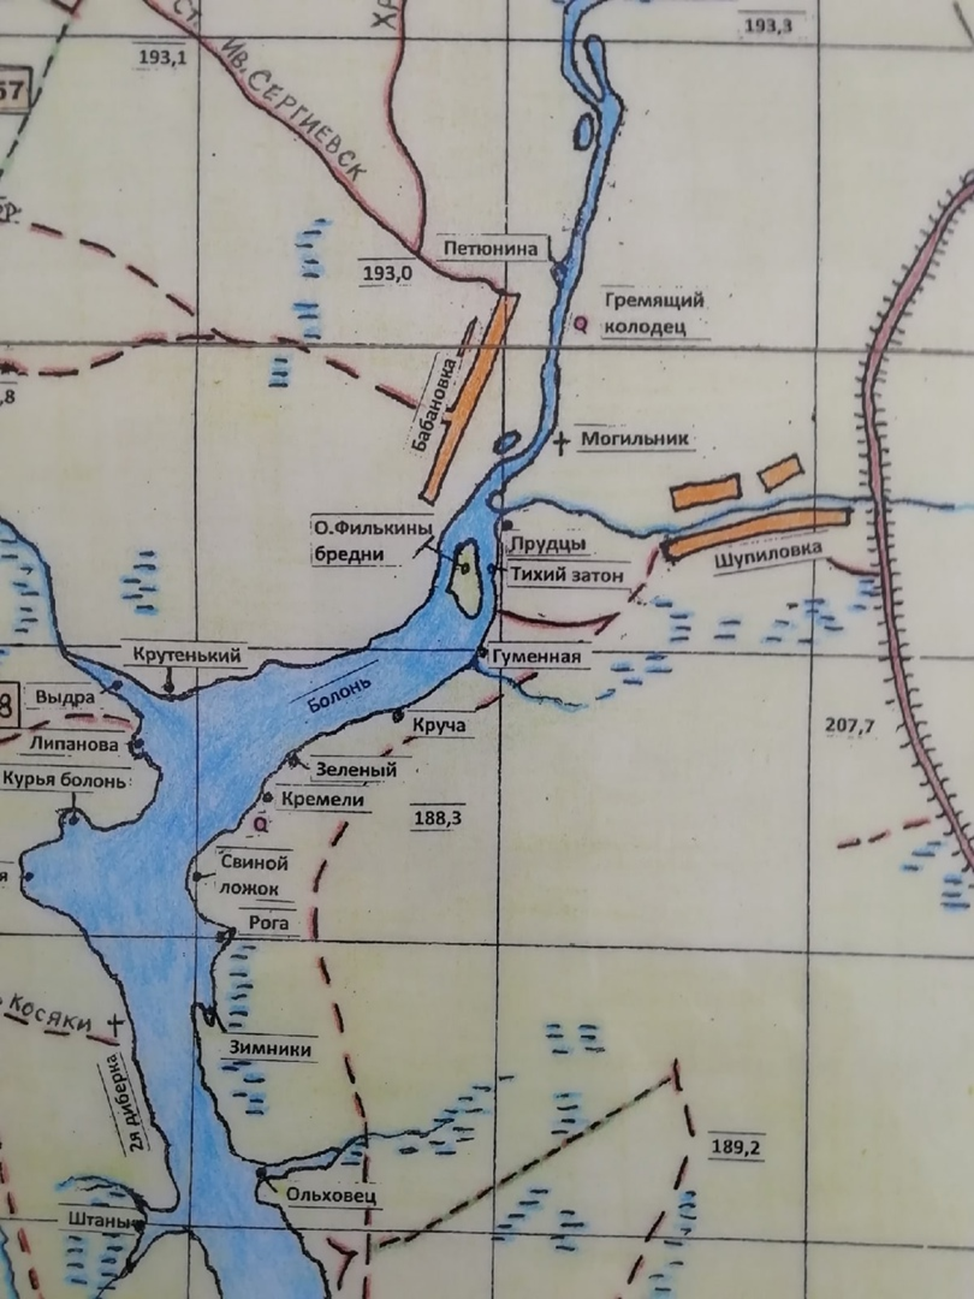 193,3
193,1
СТ.
ИВ. СЕРГИЕВСК
57
Петюнина
193,0
Гремящий
колодец
Бабановка
,8
Могильник
О.Филькины
бредни
Прудцы
Тихий затон
Шупиловка
Крутенький
Гуменная
Выдра
Болонь
8
Круча
207,7
Липанова
Зеленый
Курья болонь
Кремели
188,3
Свиной
ложок
я
Рога
Косяки
Зимники
2я диберка
189,2
Ольховец
Штаны